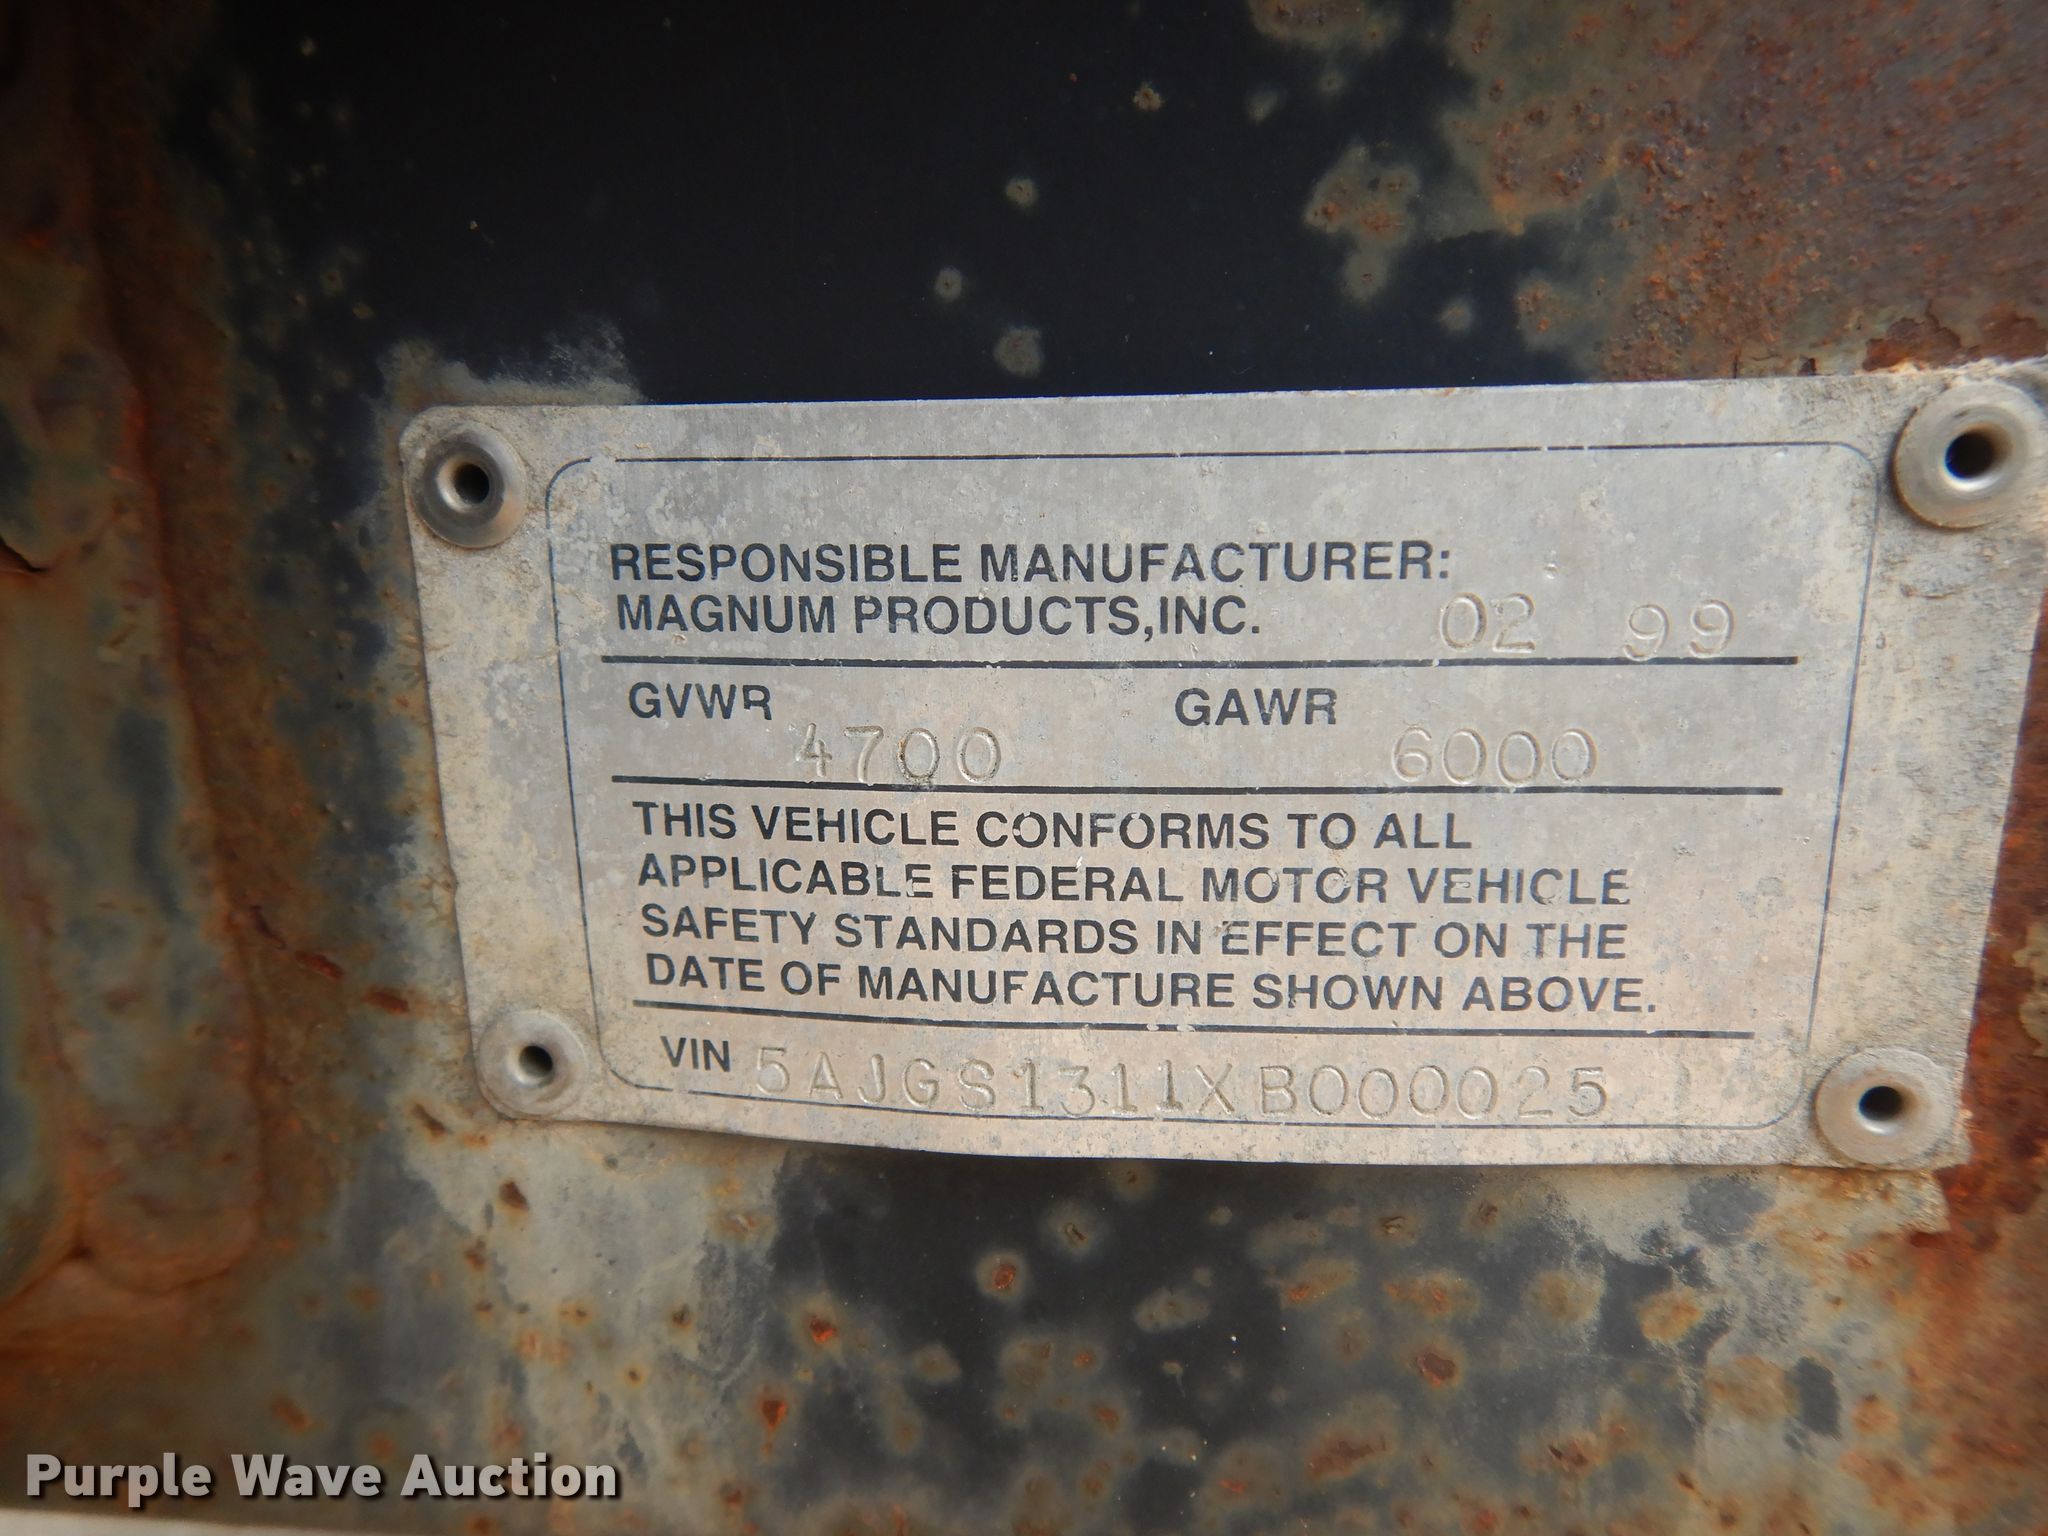 RESPONSIBLE MANUFACTURER:
MAGNUM PRODUCTS,INC. 02 99
GVWR 4700 GAWR 6000
THIS VEHICLE CONFORMS TO ALL
APPLICABLE FEDERAL MOTOR VEHICLE
SAFETY STANDARDS IN EFFECT ON THE
DATE OF MANUFACTURE SHOWN ABOVE.
VIN 5AJGS1311XB000025
Purple Wave Auction